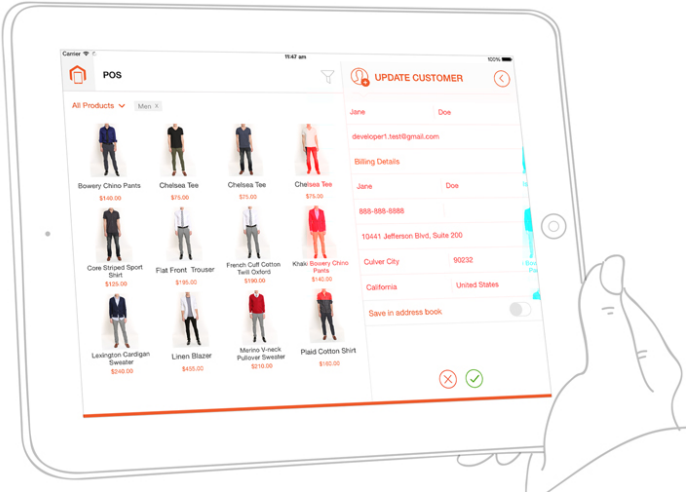 Carrier
11:47 am
100%
POS
UPDATE CUSTOMER
All Products
Men x
Jane Doe
developer1.test@gmail.com
Billing Details
Jane Doe
888-888-8888
10441 Jefferson Blvd, Suite 200
Culver City 90232
California United States
Save in address book
Bowery Chino Pants
$140.00
Chelsea Tee
$75.00
Chelsea Tee
$75.00
Chelsea Tee
$75.00
Core Striped Sport
Shirt
$125.00
Flat Front Trouser
$195.00
French Cuff Cotton
Twill Oxford
$190.00
Khaki Bowery Chino
Pants
$140.00
Lexington Cardigan
Sweater
$240.00
Linen Blazer
$455.00
Merino V-neck
Pullover Sweater
$210.00
Plaid Cotton Shirt
$160.00